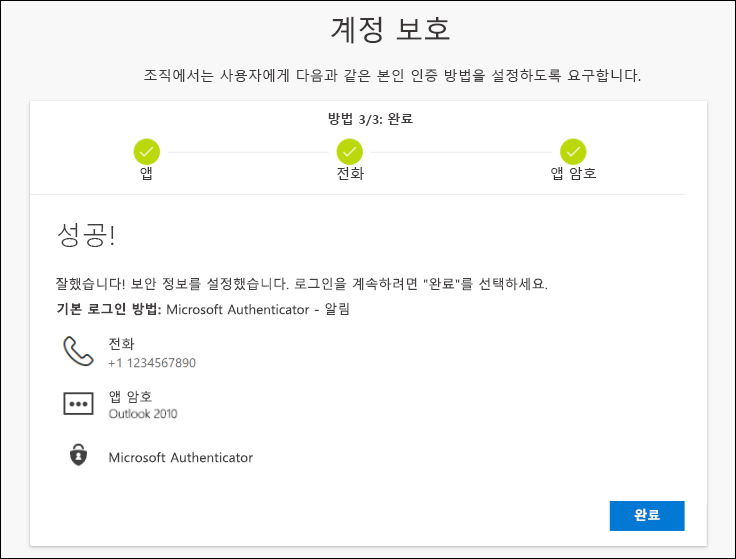 계정 보호
조직에서는 사용자에게 다음과 같은 본인 인증 방법을 설정하도록 요구합니다.
방법 3/3: 완료
앱
전화
앱 암호
성공!
잘했습니다! 보안 정보를 설정했습니다. 로그인을 계속하려면 "완료"를 선택하세요.
기본 로그인 방법: Microsoft Authenticator - 알림
전화
+1 1234567890
앱 암호
Outlook 2010
Microsoft Authenticator
완료